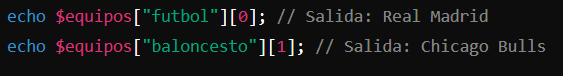 echo $equipos["futbol"][0]; // Salida: Real Madrid
echo $equipos["baloncesto"][1]; // Salida: Chicago Bulls